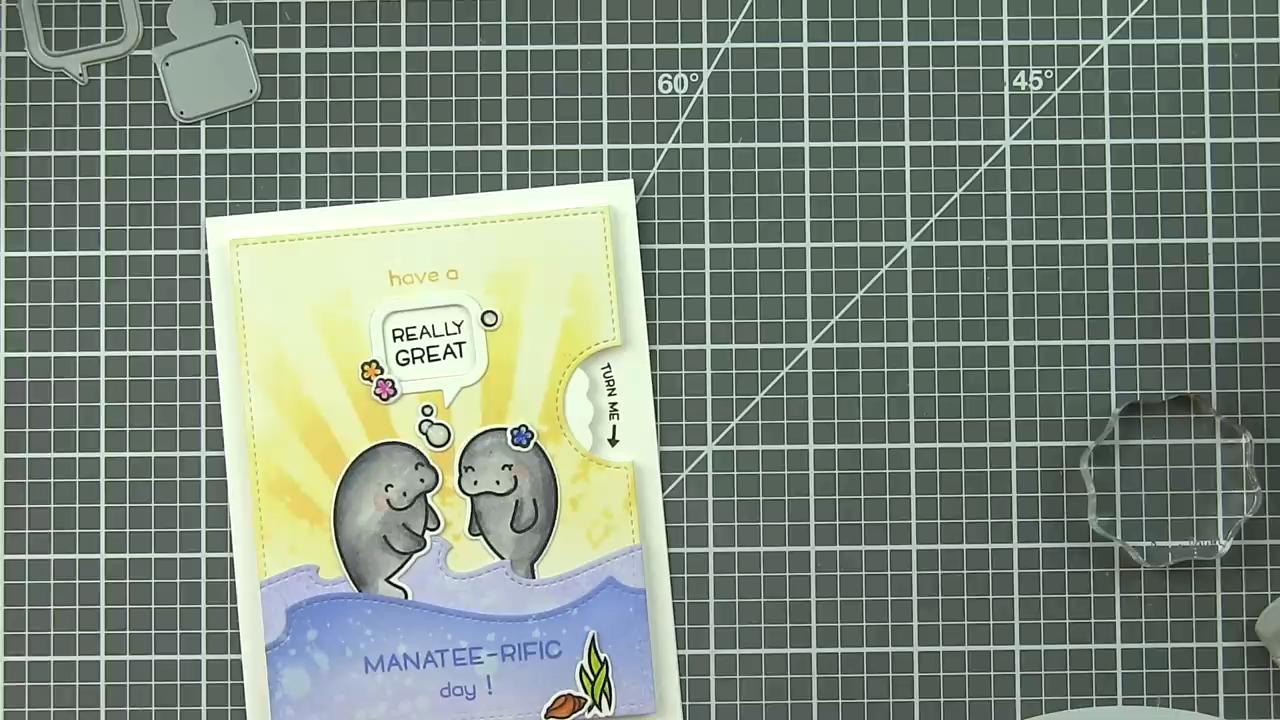 60°
45°
have a
REALLY
GREAT
TURN ME
MANATEE-RIFIC
day !